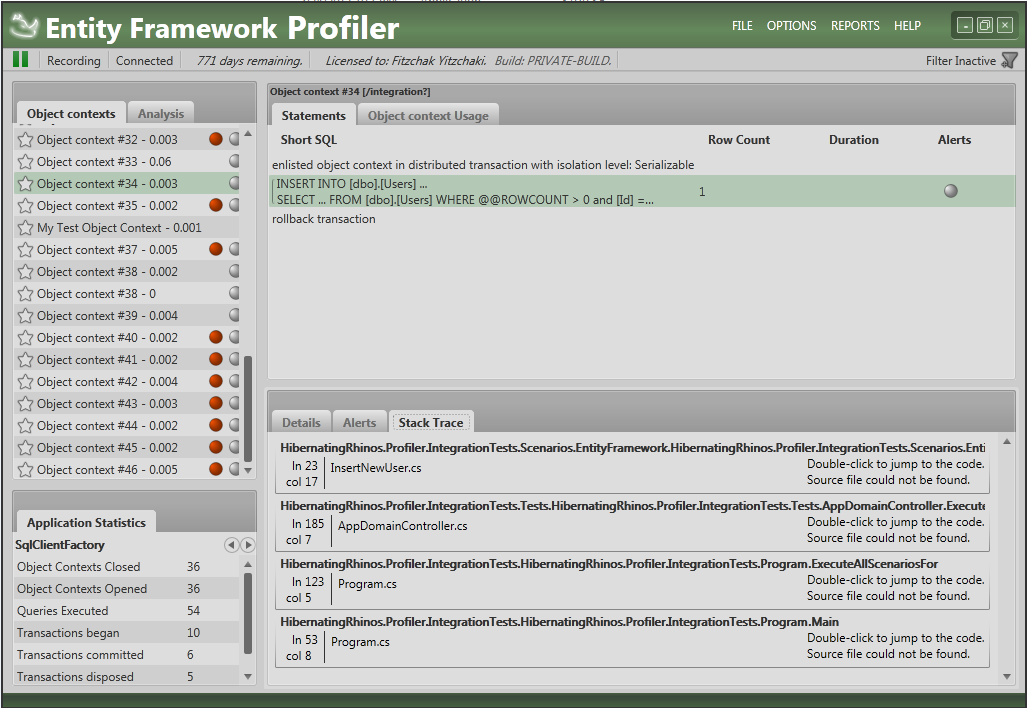 Entity Framework Profiler
FILE OPTIONS REPORTS HELP
Recording Connected 771 days remaining. Licensed to: Fitzchak Yitzchaki. Build: PRIVATE-BUILD. Filter Inactive
Object contexts Analysis
Object context #32 - 0.003
Object context #33 - 0.06
Object context #34 - 0.003
Object context #35 - 0.002
My Test Object Context - 0.001
Object context #37 - 0.005
Object context #38 - 0.002
Object context #38 - 0
Object context #39 - 0.004
Object context #40 - 0.002
Object context #41 - 0.002
Object context #42 - 0.004
Object context #43 - 0.003
Object context #44 - 0.002
Object context #45 - 0.002
Object context #46 - 0.005
Application Statistics
SqlClientFactory
Object Contexts Closed 36
Object Contexts Opened 36
Queries Executed 54
Transactions began 10
Transactions committed 6
Transactions disposed 5
Object context #34 [/integration?]
Statements Object context Usage
Short SQL Row Count Duration Alerts
enlisted object context in distributed transaction with isolation level: Serializable
INSERT INTO [dbo].[Users] ...
SELECT ... FROM [dbo].[Users] WHERE @@ROWCOUNT > 0 and [Id] =...
1
rollback transaction
Details Alerts Stack Trace
HibernatingRhinos.Profiler.IntegrationTests.Scenarios.EntityFramework.HibernatingRhinos.Profiler.IntegrationTests.Scenarios.Enti
ln 23 InsertNewUser.cs Double-click to jump to the code.
col 17 Source file could not be found.
HibernatingRhinos.Profiler.IntegrationTests.Tests.HibernatingRhinos.Profiler.IntegrationTests.Tests.AppDomainController.Execute
ln 185 AppDomainController.cs Double-click to jump to the code.
col 7 Source file could not be found.
HibernatingRhinos.Profiler.IntegrationTests.HibernatingRhinos.Profiler.IntegrationTests.Program.ExecuteAllScenariosFor
ln 123 Program.cs Double-click to jump to the code.
col 5 Source file could not be found.
HibernatingRhinos.Profiler.IntegrationTests.HibernatingRhinos.Profiler.IntegrationTests.Program.Main
ln 53 Program.cs Double-click to jump to the code.
col 8 Source file could not be found.